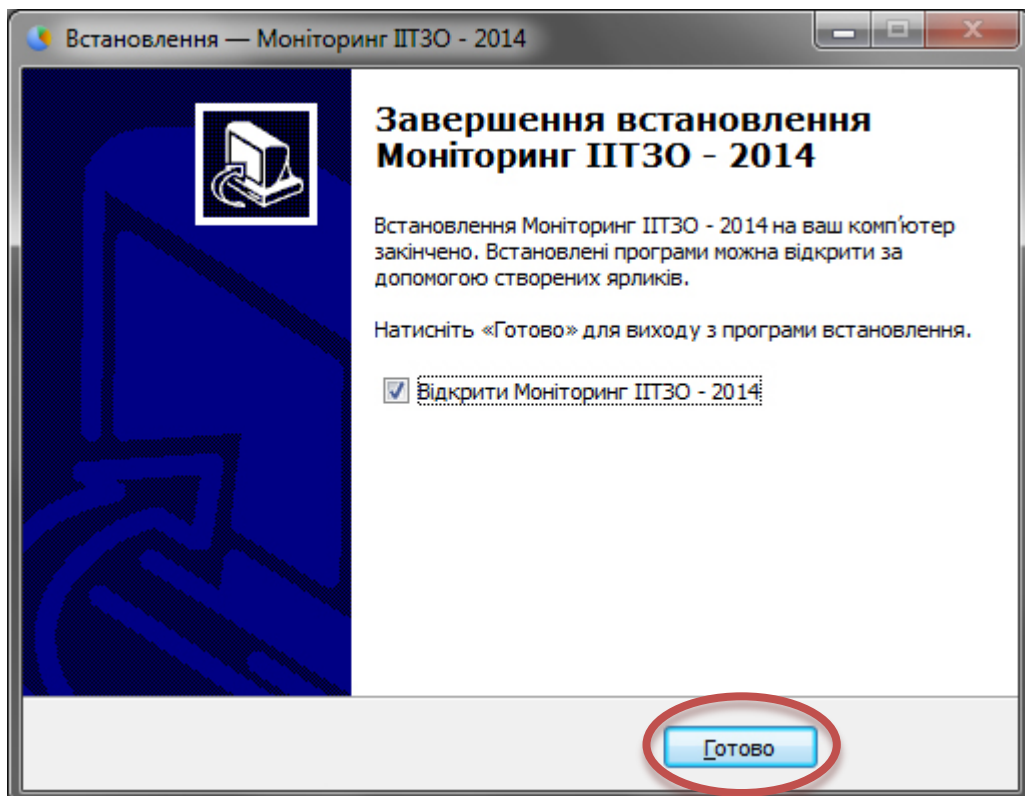 Встановлення — Моніторинг ІІТЗО - 2014
Завершення встановлення
Моніторинг ІІТЗО - 2014
Встановлення Моніторинг ІІТЗО - 2014 на ваш комп'ютер
закінчено. Встановлені програми можна відкрити за
допомогою створених ярликів.
Натисніть «Готово» для виходу з програми встановлення.
Відкрити Моніторинг ІІТЗО - 2014
Готово